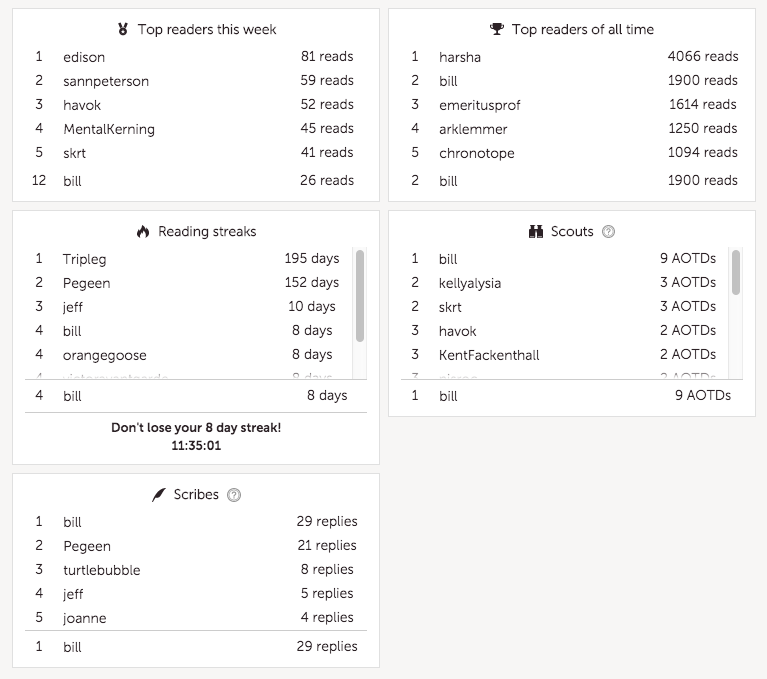 Top readers this week
1 edison 81 reads
2 sannpeterson 59 reads
3 havok 52 reads
4 MentalKerning 45 reads
5 skrt 41 reads
12 bill 26 reads
Top readers of all time
1 harsha 4066 reads
2 bill 1900 reads
3 emeritusprof 1614 reads
4 arklemmer 1250 reads
5 chronotope 1094 reads
2 bill 1900 reads
Reading streaks
1 Tripleg 195 days
2 Pegeen 152 days
3 jeff 10 days
4 bill 8 days
4 orangegoose 8 days
4 8 days
4 bill 8 days
Don't lose your 8 day streak!
11:35:01
Scouts ?
1 bill 9 AOTDs
2 kellyalysia 3 AOTDs
2 skrt 3 AOTDs
3 havok 2 AOTDs
3 KentFackenthall 2 AOTDs
3 2 AOTDs
1 bill 9 AOTDs
Scribes ?
1 bill 29 replies
2 Pegeen 21 replies
3 turtlebubble 8 replies
4 jeff 5 replies
5 joanne 4 replies
1 bill 29 replies